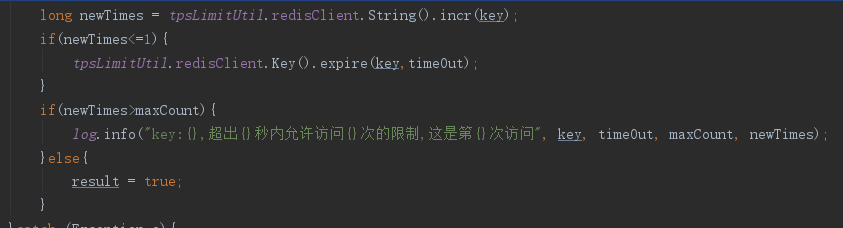 long newTimes = tpsLimitUtil.redisClient.String().incr(key);
if(newTimes<=1){
tpsLimitUtil.redisClient.Key().expire(key,timeOut);
}
if(newTimes>maxCount){
log.info("key:{},超出{}秒内允许访问{}次的限制,这是第{}次访问", key, timeOut, maxCount, newTimes);
}else{
result = true;
}
}catch (Exception e){